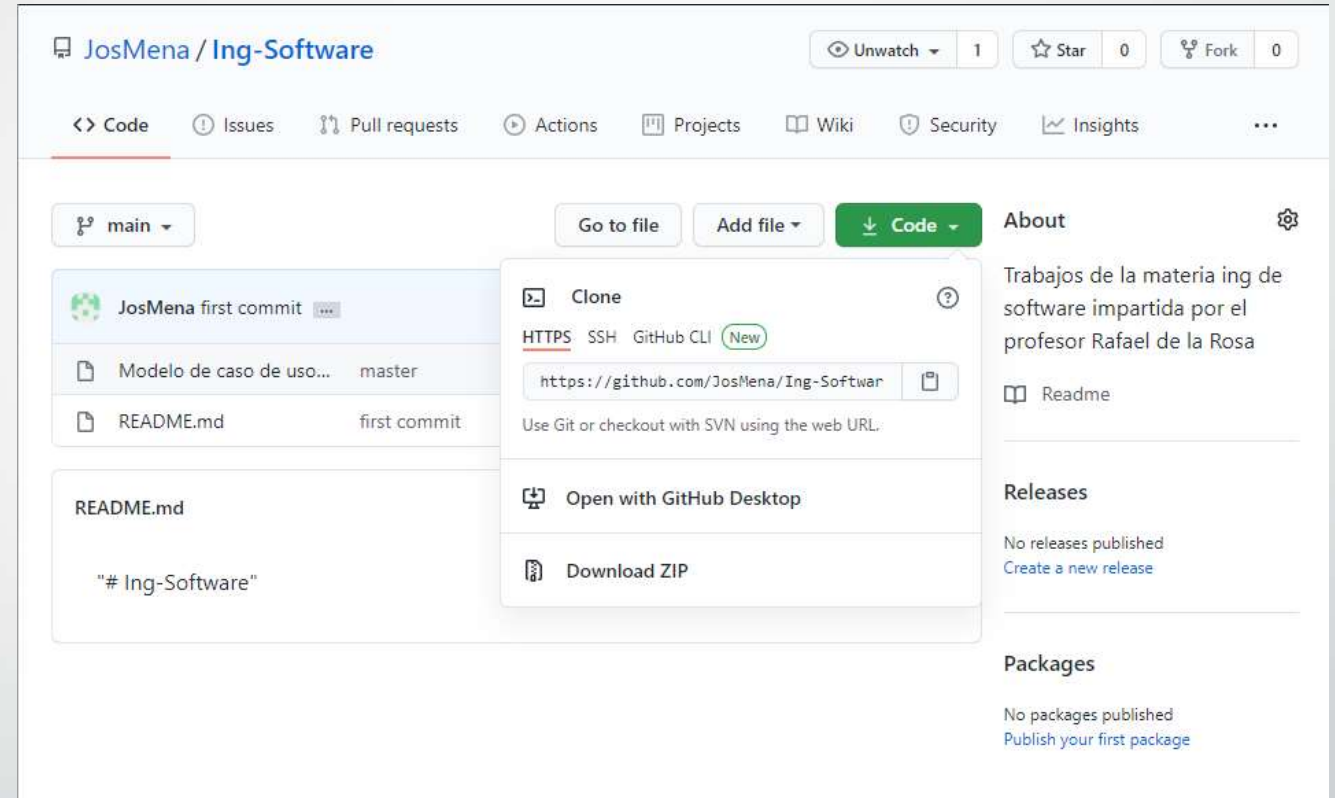 JosMena / Ing-Software
Unwatch 1 Star 0 Fork 0
Code Issues Pull requests Actions Projects Wiki Security Insights ...
main Go to file Add file Code
JosMena first commit ...
Modelo de caso de uso... master
README.md first commit
README.md
"# Ing-Software"
Clone
HTTPS SSH GitHub CLI New
https://github.com/JosMena/Ing-Softwar
Use Git or checkout with SVN using the web URL.
Open with GitHub Desktop
Download ZIP
About
Trabajos de la materia ing de
software impartida por el
profesor Rafael de la Rosa
Readme
Releases
No releases published
Create a new release
Packages
No packages published
Publish your first package